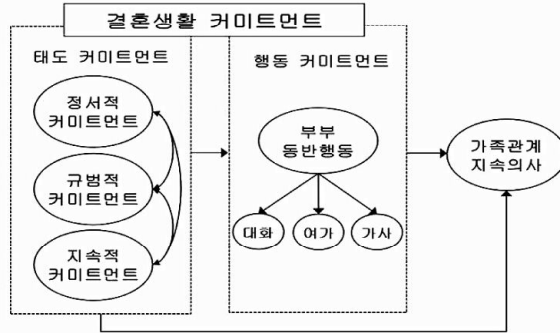 결혼생활 커미트먼트
태도 커미트먼트
행동 커미트먼트
정서적
커미트먼트
규범적
커미트먼트
지속적
커미트먼트
부부
동반행동
대화
여가
가사
가족관계
지속의사